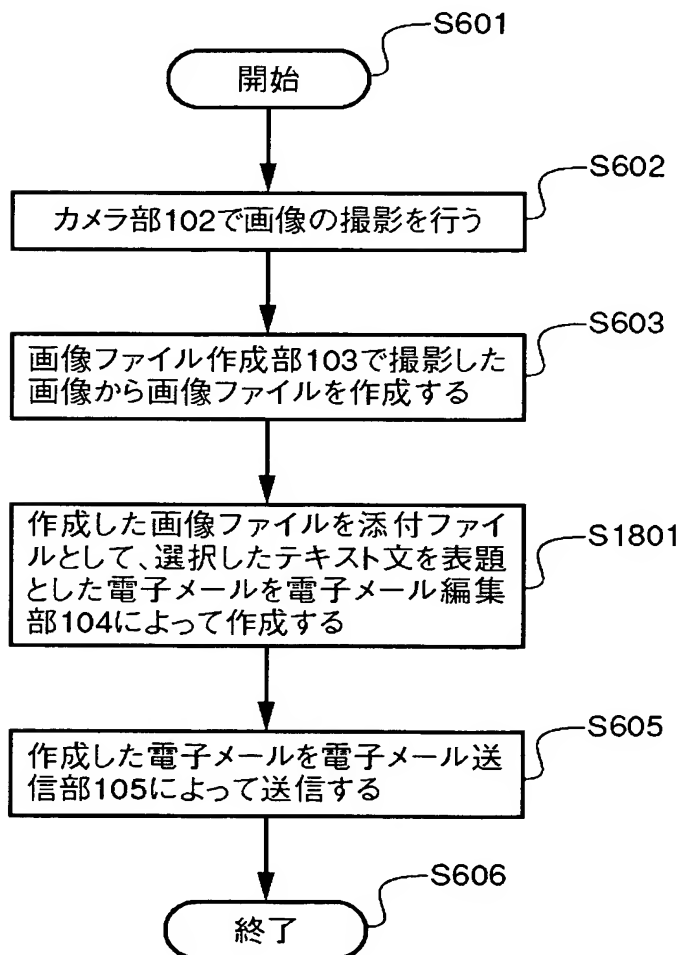 S601
開始
S602
カメラ部102で画像の撮影を行う
S603
画像ファイル作成部103で撮影した
画像から画像ファイルを作成する
S1801
作成した画像ファイルを添付ファイ
ルとして、選択したテキスト文を表題
とした電子メールを電子メール編集
部104によって作成する
S605
作成した電子メールを電子メール送
信部105によって送信する
S606
終了